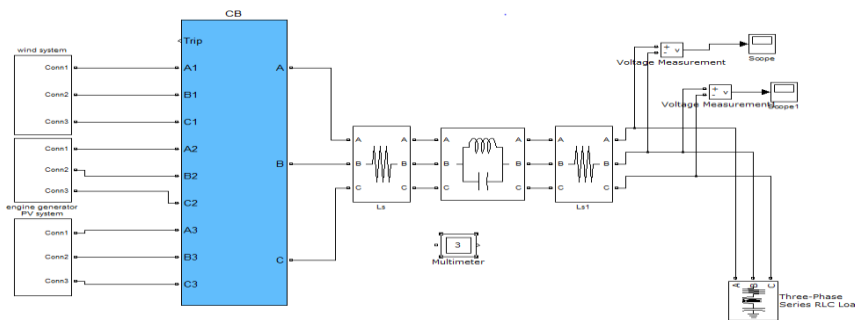 CB
Trip
wind system
Conn1
Conn2
Conn3
A1
B1
C1
Conn1
Conn2
Conn3
A2
B2
C2
engine generator
PV system
Conn1
Conn2
Conn3
A3
B3
C3
A
B
C
A
B
C
A
B
C
Ls
A
B
C
A
B
C
A
B
C
A
B
C
Ls1
3
Multimeter
+
-
v
Voltage Measurement
Scope
+
-
v
Voltage Measurement
Scope1
A
B
C
Three-Phase
Series RLC Loa